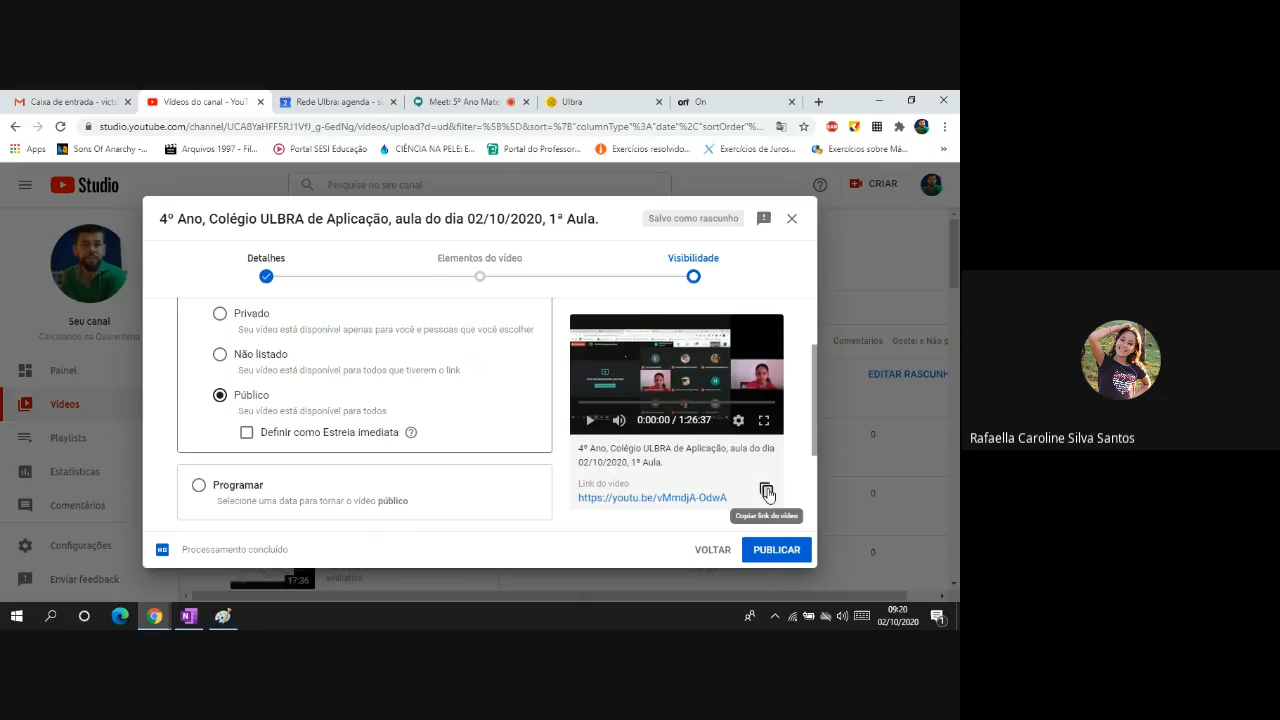 Caixa de entrada - victo
Vídeos do canal - YouT
Rede Ulbra: agenda - s
Meet: 5º Ano Mate
Ulbra
on
On
studio.youtube.com/channel/UCA8YaHFF5RJ1VfJ_g-6edNg/videos/upload?d=ud&filter=%5B%5D&sort=%7B"columnType"%3A"date"%2C"sortOrder"%...
Apps
Sons Of Anarchy -...
Arquivos 1997 - Fil...
Portal SESI Educação
CIÊNCIA NA PELE: E...
Portal do Professor...
Exercícios resolvido...
Exercícios de Juros...
Exercícios sobre Má...
»
Studio
Pesquise no seu canal
CRIAR
4º Ano, Colégio ULBRA de Aplicação, aula do dia 02/10/2020, 1ª Aula.
Salvo como rascunho
Detalhes
Elementos do vídeo
Visibilidade
Seu canal
Calculando na Quarentena
Painel
Vídeos
Playlists
Estatísticas
Comentários
Configurações
Enviar feedback
Privado
Seu vídeo está disponível apenas para você e pessoas que você escolher
Não listado
Seu vídeo está disponível para todos que tiverem o link
Público
Seu vídeo está disponível para todos
Definir como Estreia imediata
Programar
Selecione uma data para tornar o vídeo público
0:00:00 / 1:26:37
4º Ano, Colégio ULBRA de Aplicação, aula do dia
02/10/2020, 1ª Aula.
Link do vídeo
https://youtu.be/vMmdjA-OdwA
Copiar link do vídeo
Comentários
Gostei x Não g
EDITAR RASCUNH
0
0
0
HD
Processamento concluído
VOLTAR
PUBLICAR
17:36
09:20
02/10/2020
1
Rafaella Caroline Silva Santos